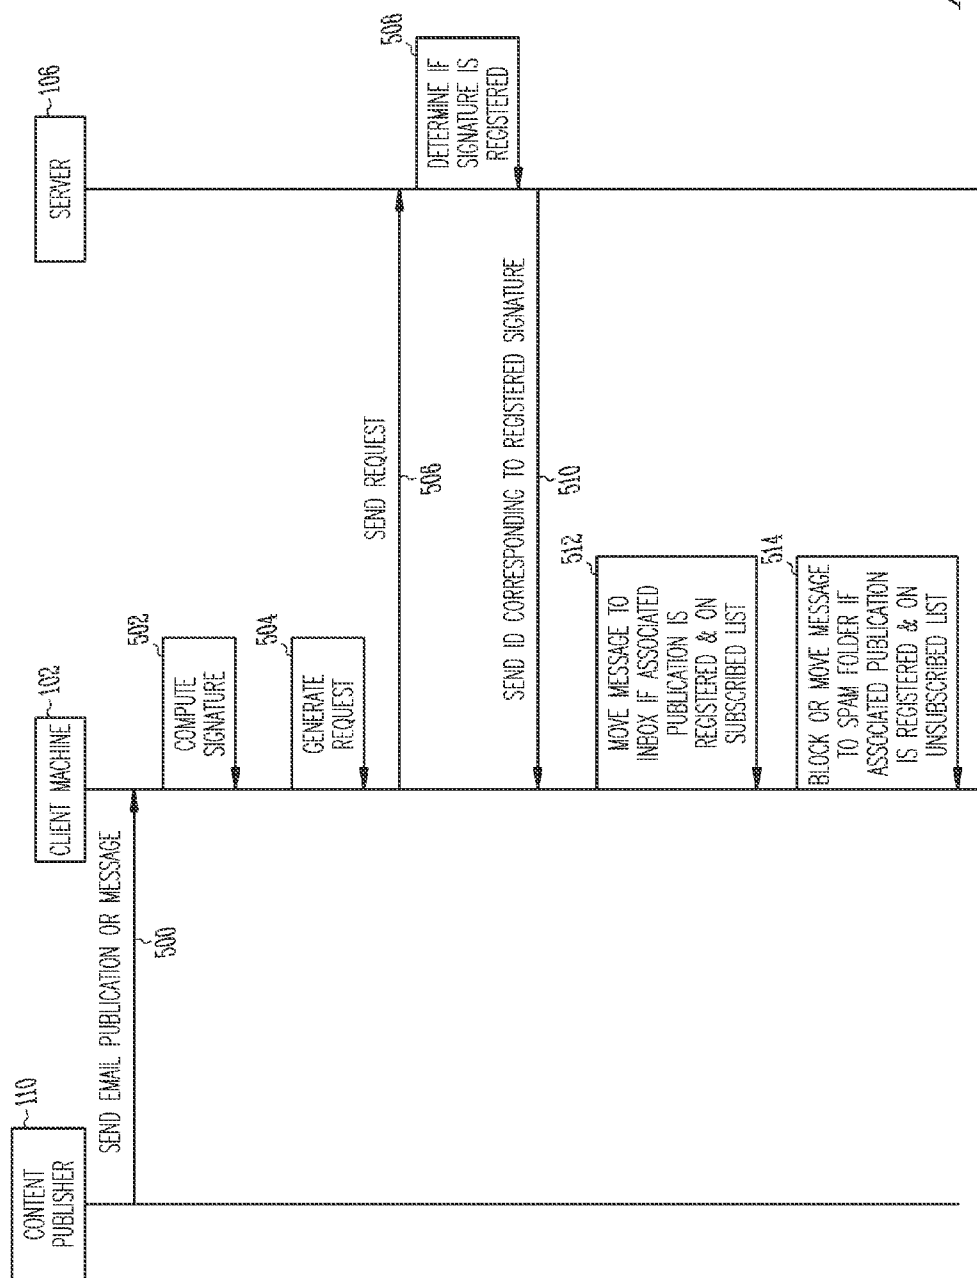 CONTENT
PUBLISHER
110
CLIENT MACHINE
102
SERVER
106
SEND EMAIL PUBLICATION OR MESSAGE
500
COMPUTE
SIGNATURE
502
GENERATE
REQUEST
504
SEND REQUEST
506
DETERMINE IF
SIGNATURE IS
REGISTERED
508
SEND ID CORRESPONDING TO REGISTERED SIGNATURE
510
MOVE MESSAGE TO
INBOX IF ASSOCIATED
PUBLICATION IS
REGISTERED & ON
SUBSCRIBED LIST
512
BLOCK OR MOVE MESSAGE
TO SPAM FOLDER IF
ASSOCIATED PUBLICATION
IS REGISTERED & ON
UNSUBSCRIBED LIST
514